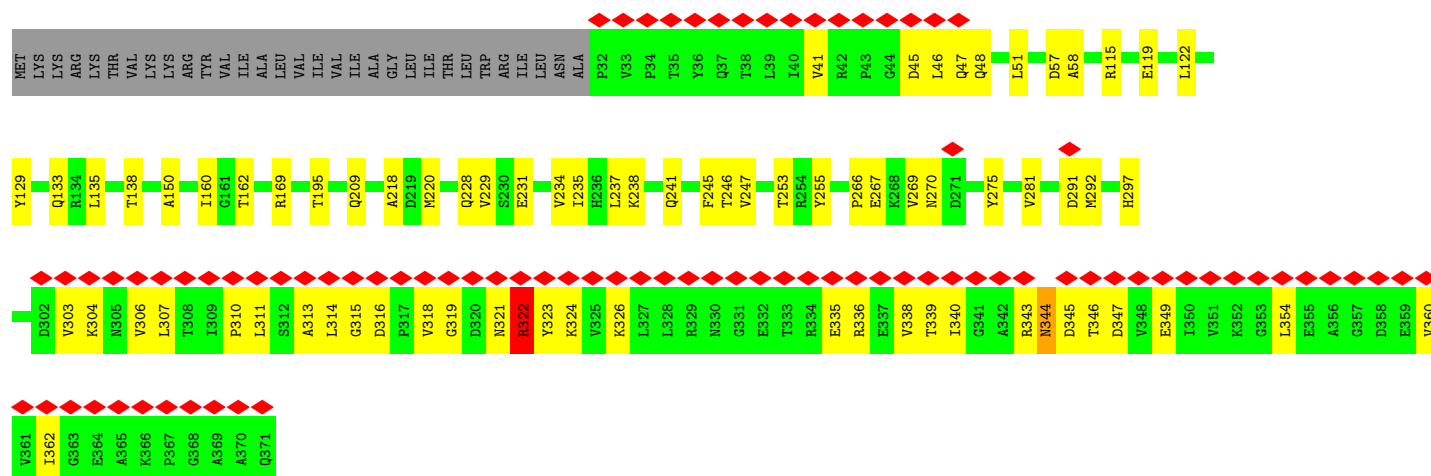 MET LYS LYS ARG LYS THR VAL LYS LYS ARG TYR VAL ILE ALA LEU VAL ILE VAL ILE ALA GLY LEU ILE THR LEU TRP ARG ILE LEU ASN ALA P32 V33 P34 T35 Y36 Q37 T38 L39 I40 V41 R42 P43 G44 D45 L46 Q47 Q48 L51 D57 A58 R115 E119 L122
Y129 Q133 R134 L135 T138 A150 I160 G161 T162 R169 T195 Q209 A218 D219 M220 Q228 V229 S230 E231 V234 I235 H236 L237 K238 Q241 F245 T246 V247 T253 R254 Y255 P266 E267 K268 V269 N270 D271 Y275 V281 D291 M292 H297
D302 V303 K304 N305 V306 L307 T308 I309 P310 L311 S312 A313 L314 G315 D316 P317 V318 G319 D320 N321 R322 Y323 K324 V325 K326 L327 L328 R329 N330 G331 E332 T333 R334 E335 R336 E337 V338 T339 I340 G341 A342 R343 N344 D345 T346 D347 V348 E349 I350 V351 K352 G353 L354 E355 A356 G357 D358 E359 V360
V361 I362 G363 E364 A365 K366 P367 G368 A369 A370 Q371